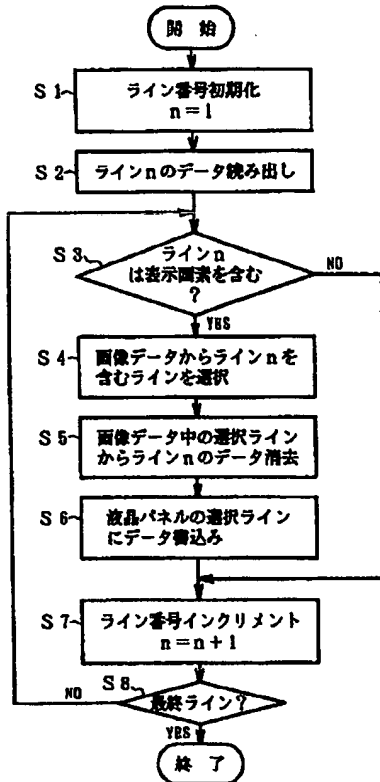 開始
S1
ライン番号初期化
n=1
S2
ラインnのデータ読み出し
S3
ラインn
は表示画素を含む
?
NO
YES
S4
画像データからラインnを
含むラインを選択
S5
画像データ中の選択ライン
からラインnのデータ消去
S6
液晶パネルの選択ライン
にデータ書込み
S7
ライン番号インクリメント
n=n+1
S8
最終ライン?
NO
YES
終了